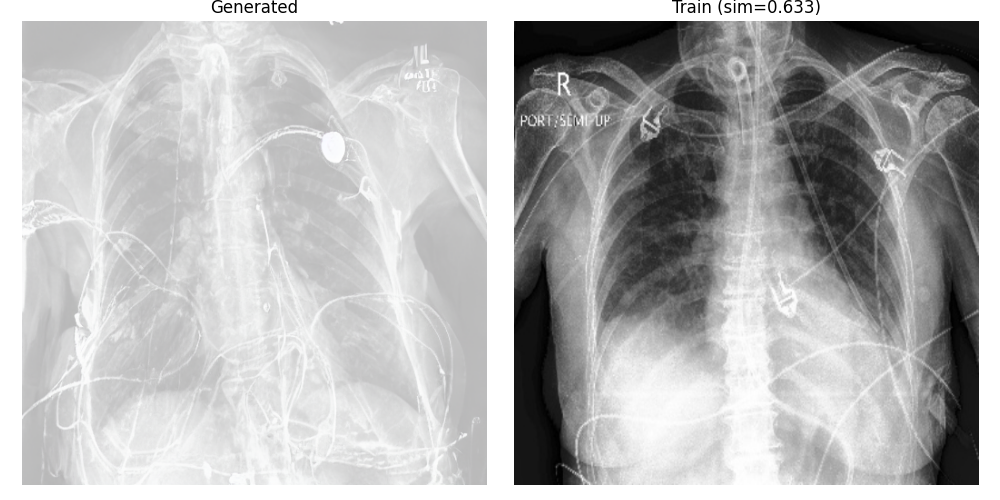 Generated
Train (sim=0.633)
R
PORT/SEMI-UP